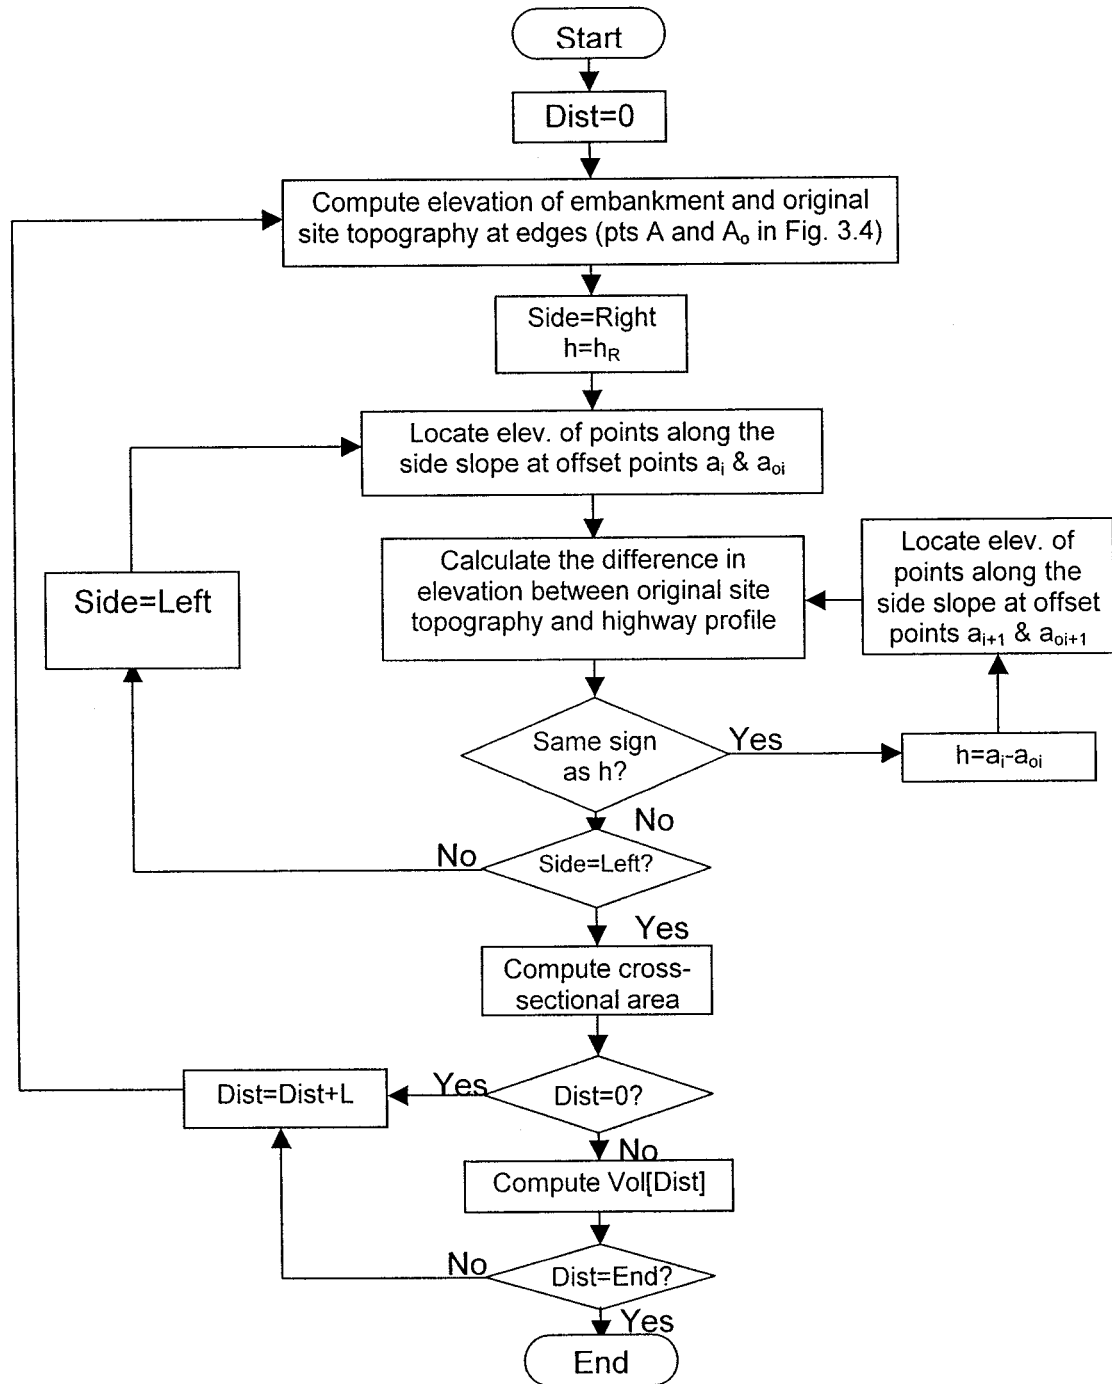 Start
Dist=0
Compute elevation of embankment and original
site topography at edges (pts A and Aₒ in Fig. 3.4)
Side=Right
h=h_R
Locate elev. of points along the
side slope at offset points aᵢ & aₒᵢ
Calculate the difference in
elevation between original site
topography and highway profile
Locate elev. of
points along the
side slope at offset
points aᵢ₊₁ & aₒᵢ₊₁
Side=Left
Same sign
as h?
Yes
h=aᵢ-aₒᵢ
No
Side=Left?
No
Yes
Compute cross-
sectional area
Dist=0?
Yes
Dist=Dist+L
No
Compute Vol[Dist]
Dist=End?
No
Yes
End